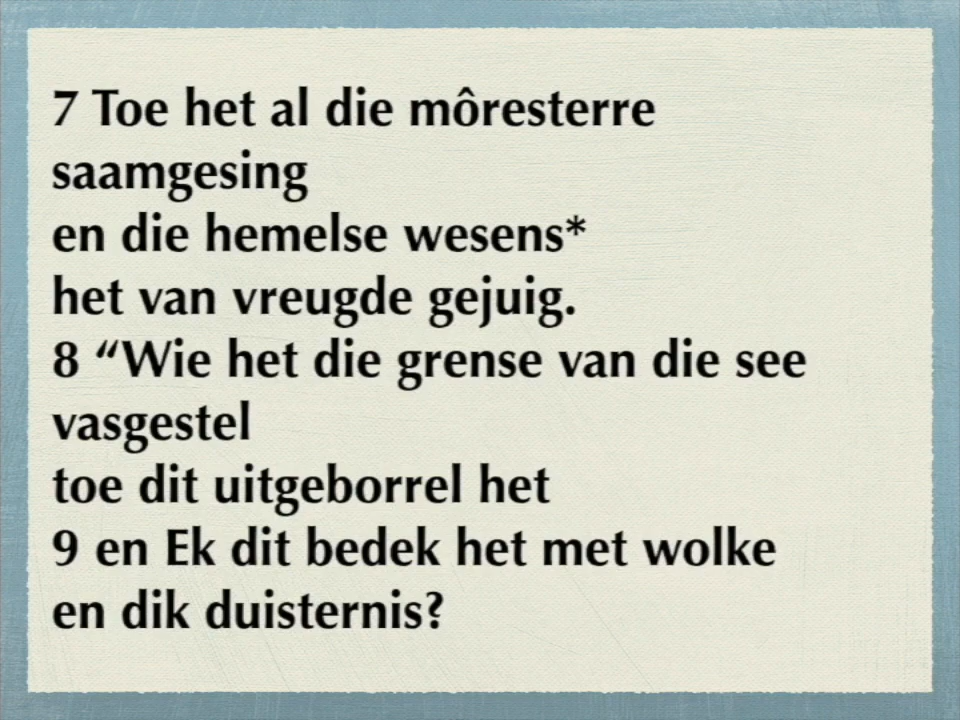 7 Toe het al die môresterre
saamgesing
en die hemelse wesens*
het van vreugde gejuig.
8 “Wie het die grense van die see
vasgestel
toe dit uitgeborrel het
9 en Ek dit bedek het met wolke
en dik duisternis?